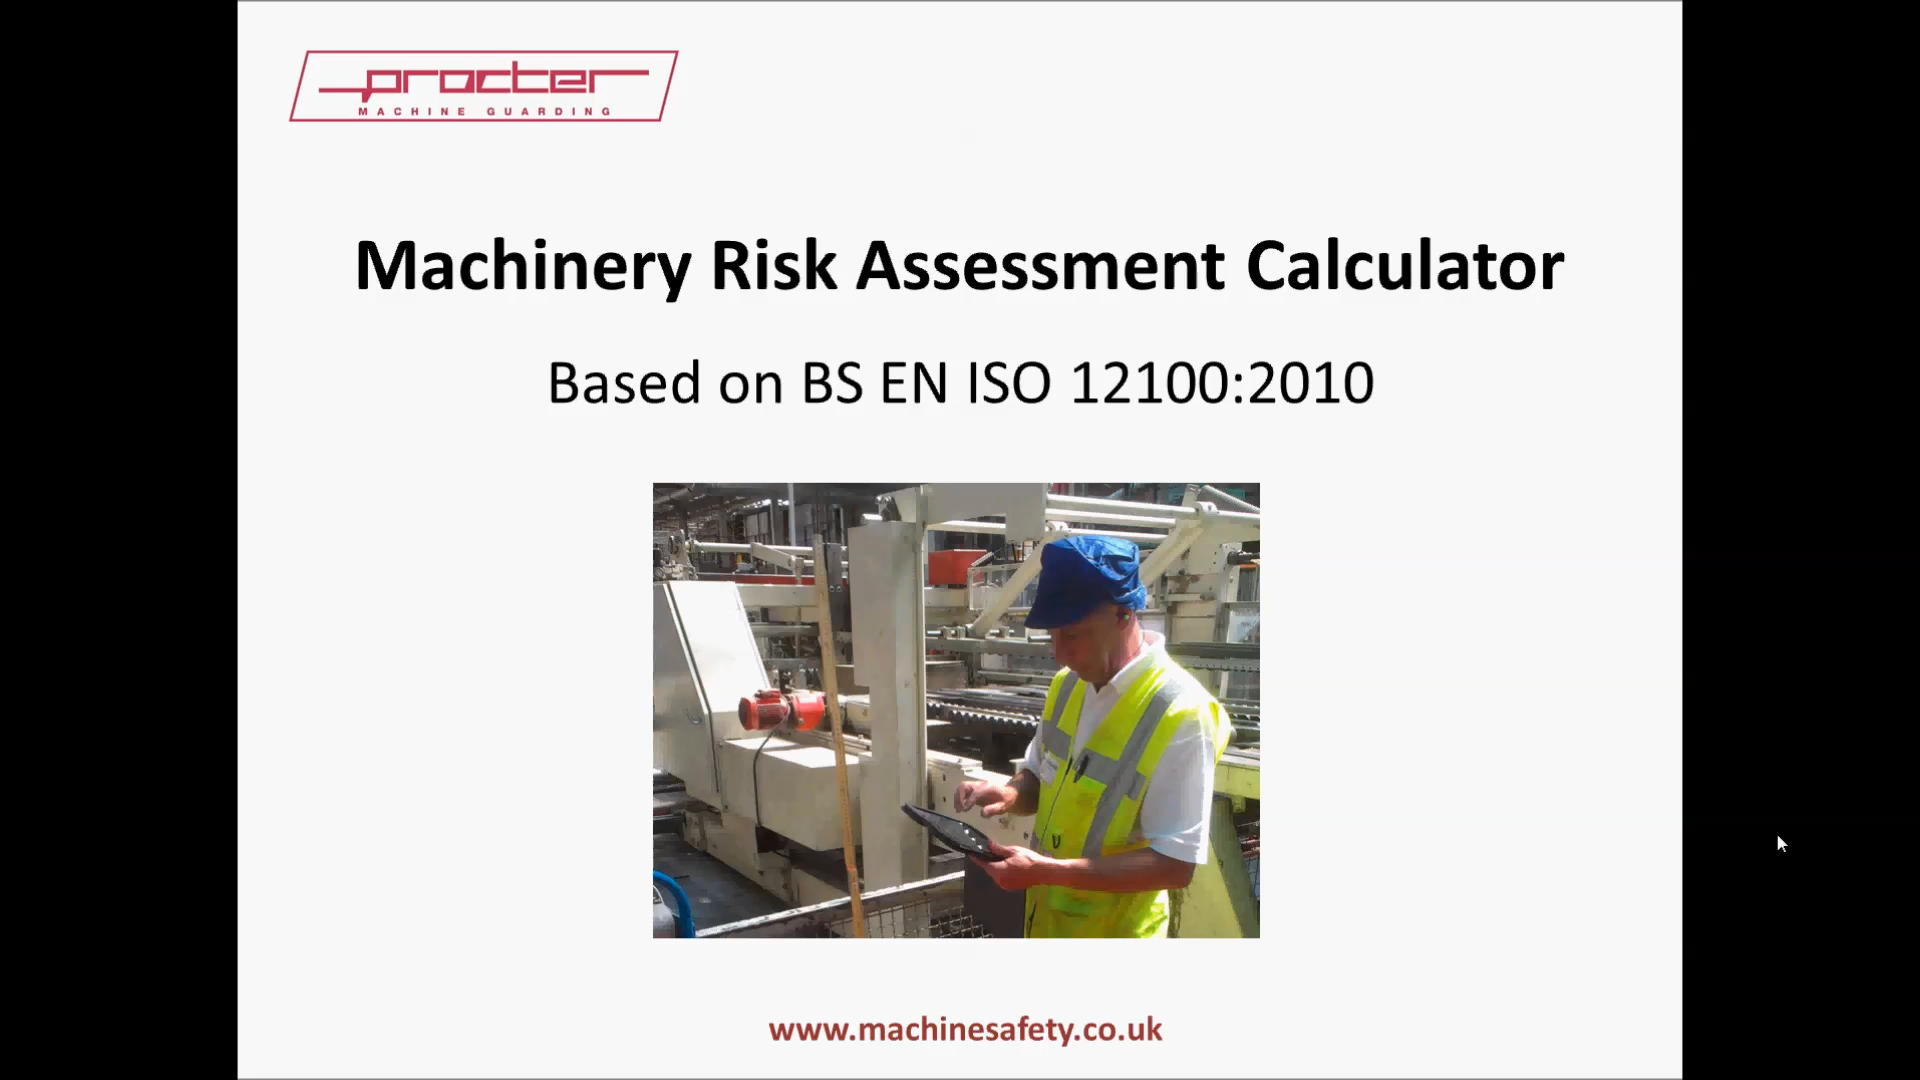 procter
MACHINE GUARDING
Machinery Risk Assessment Calculator
Based on BS EN ISO 12100:2010
www.machinesafety.co.uk